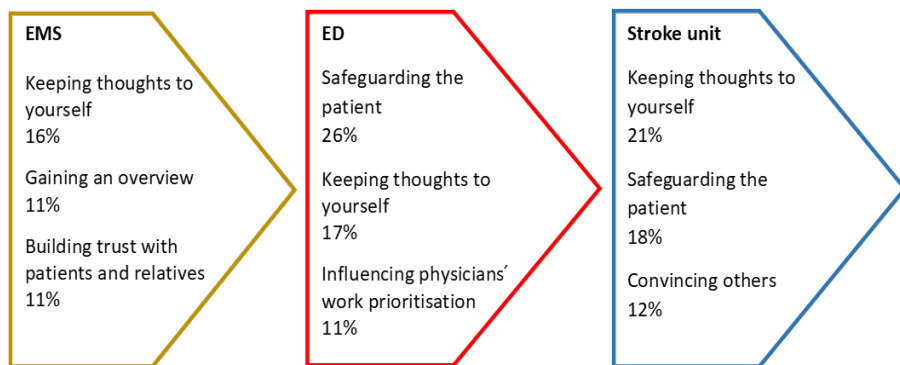 EMS
Keeping thoughts to
yourself
16%
Gaining an overview
11%
Building trust with
patients and relatives
11%
ED
Safeguarding the
patient
26%
Keeping thoughts to
yourself
17%
Influencing physicians´
work prioritisation
11%
Stroke unit
Keeping thoughts to
yourself
21%
Safeguarding the
patient
18%
Convincing others
12%